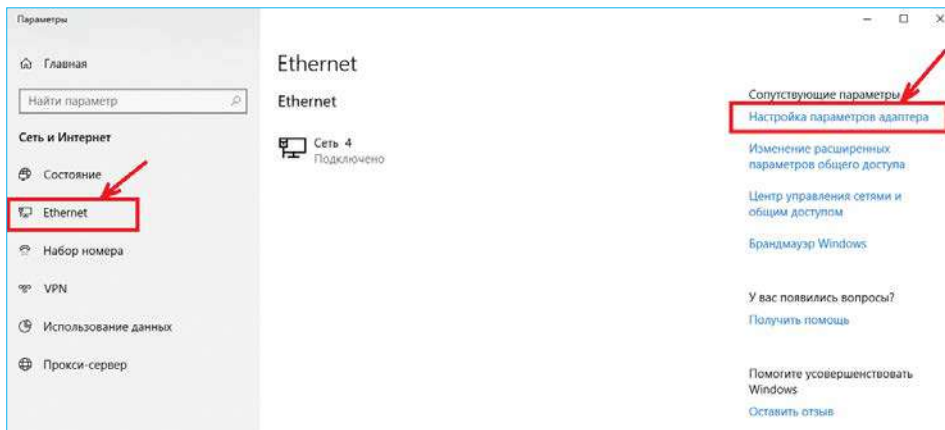 Параметры
Главная
Найти параметр
Сеть и Интернет
Состояние
Ethernet
Набор номера
VPN
Использование данных
Прокси-сервер
Ethernet
Ethernet
Сеть 4
Подключено
Сопутствующие параметры
Настройка параметров адаптера
Изменение расширенных
параметров общего доступа
Центр управления сетями и
общим доступом
Брандмауэр Windows
У вас появились вопросы?
Получить помощь
Помогите усовершенствовать
Windows
Оставить отзыв